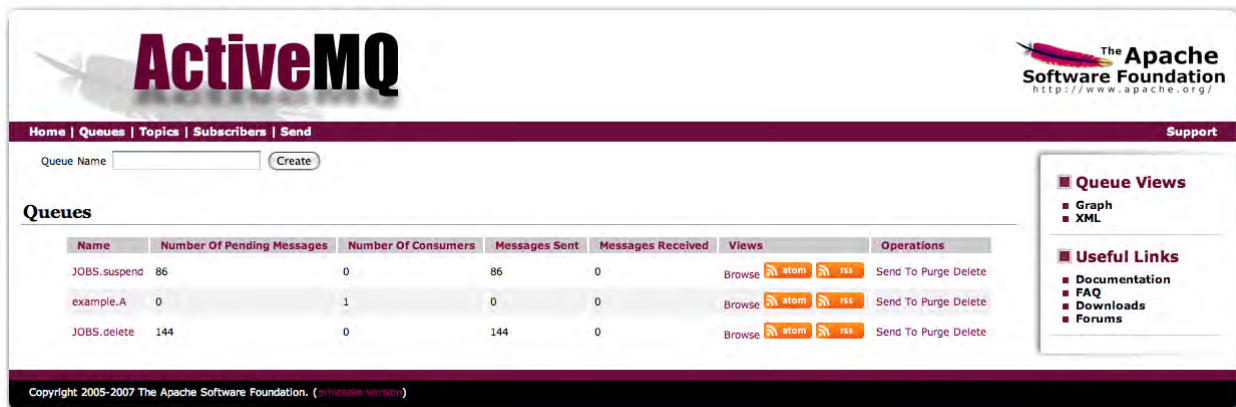 ActiveMQ
The Apache
Software Foundation
http://www.apache.org/
Home | Queues | Topics | Subscribers | Send
Support
Queue Name
Create
Queues
Name Number Of Pending Messages Number Of Consumers Messages Sent Messages Received Views Operations
JOBS.suspend 86 0 86 0 Browse atom rss Send To Purge Delete
example.A 0 1 0 0 Browse atom rss Send To Purge Delete
JOBS.delete 144 0 144 0 Browse atom rss Send To Purge Delete
Queue Views
Graph
XML
Useful Links
Documentation
FAQ
Downloads
Forums
Copyright 2005-2007 The Apache Software Foundation. (printable version)